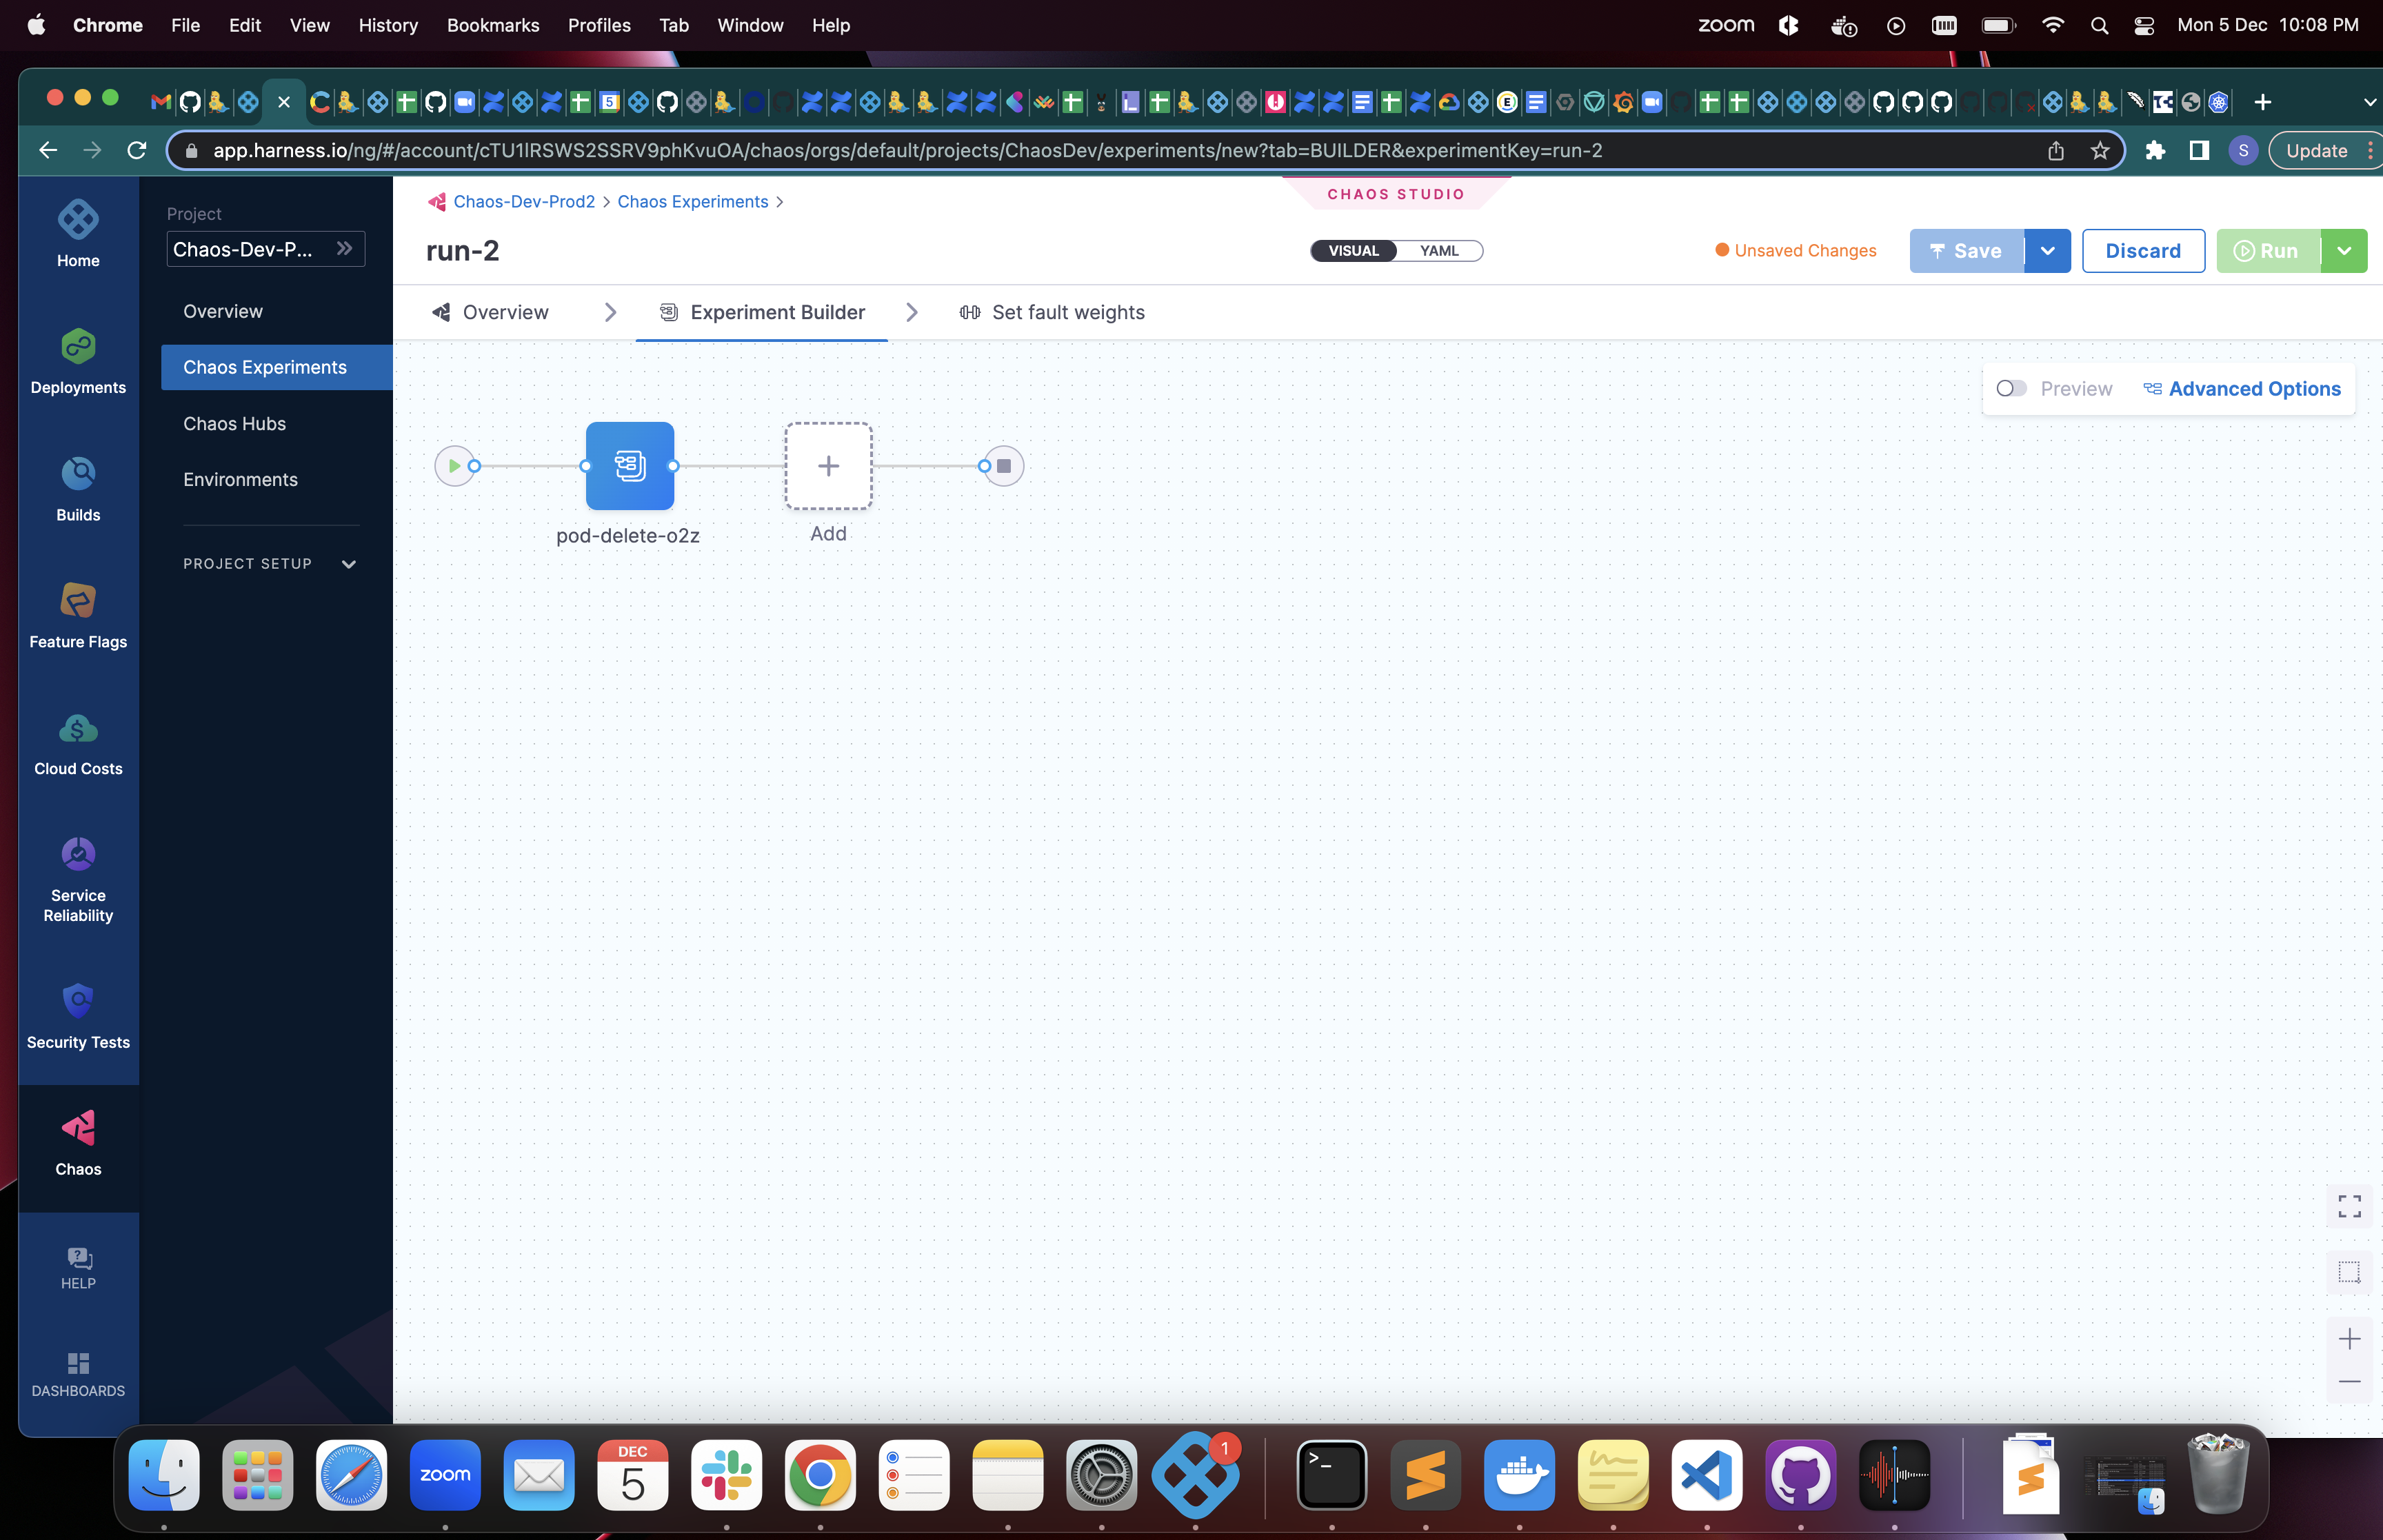 Chrome File Edit View History Bookmarks Profiles Tab Window Help zoom Mon 5 Dec 10:08 PM
app.harness.io/ng/#/account/cTU1lRSWS2SSRV9phKvuOA/chaos/orgs/default/projects/ChaosDev/experiments/new?tab=BUILDER&experimentKey=run-2
S
Update
Home
Deployments
Builds
Feature Flags
Cloud Costs
Service
Reliability
Security Tests
Chaos
HELP
DASHBOARDS
Project
Chaos-Dev-P...
Overview
Chaos Experiments
Chaos Hubs
Environments
PROJECT SETUP
Chaos-Dev-Prod2 > Chaos Experiments >
CHAOS STUDIO
run-2
VISUAL YAML
Unsaved Changes
Save
Discard
Run
Overview
Experiment Builder
Set fault weights
Preview
Advanced Options
pod-delete-o2z
Add
zoom
DEC
5
1